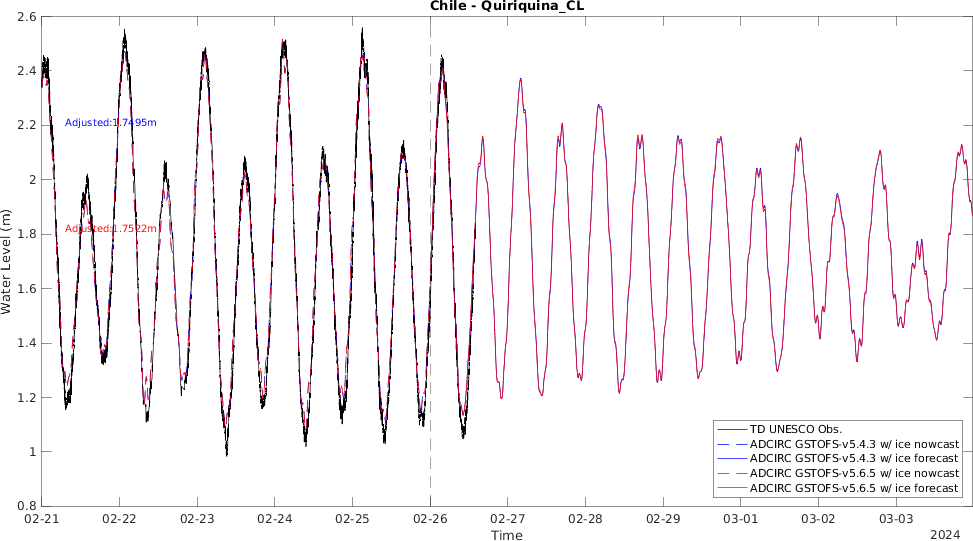 Chile - Quiriquina_CL
2.6
2.4
2.2
2
1.8
1.6
1.4
1.2
1
0.8
Water Level (m)
Adjusted:1.7495m
Adjusted:1.7522m
TD UNESCO Obs.
ADCIRC GSTOFS-v5.4.3 w/ ice nowcast
ADCIRC GSTOFS-v5.4.3 w/ ice forecast
ADCIRC GSTOFS-v5.6.5 w/ ice nowcast
ADCIRC GSTOFS-v5.6.5 w/ ice forecast
02-21 02-22 02-23 02-24 02-25 02-26 02-27 02-28 02-29 03-01 03-02 03-03
Time
2024